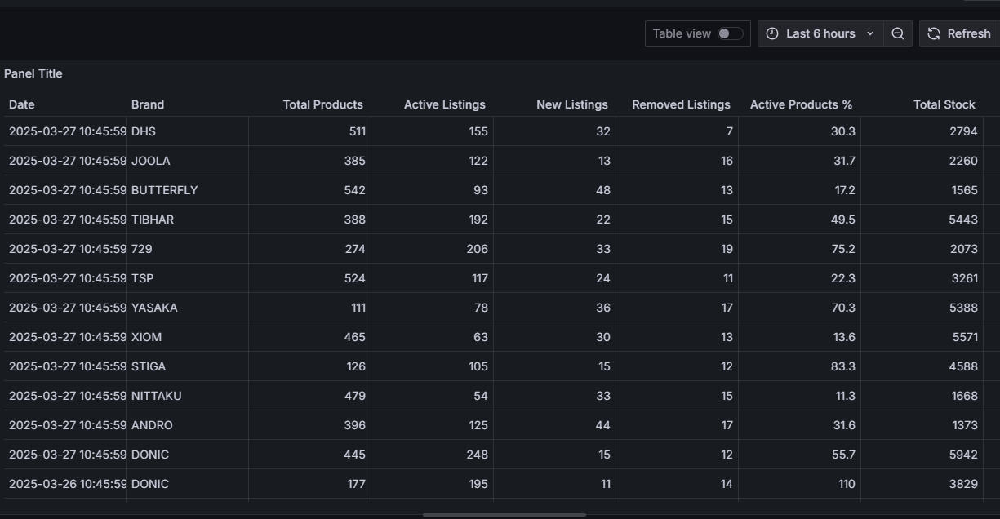 Table view Last 6 hours Refresh
Panel Title
Date Brand Total Products Active Listings New Listings Removed Listings Active Products % Total Stock
2025-03-27 10:45:59 DHS 511 155 32 7 30.3 2794
2025-03-27 10:45:59 JOOLA 385 122 13 16 31.7 2260
2025-03-27 10:45:59 BUTTERFLY 542 93 48 13 17.2 1565
2025-03-27 10:45:59 TIBHAR 388 192 22 15 49.5 5443
2025-03-27 10:45:59 729 274 206 33 19 75.2 2073
2025-03-27 10:45:59 TSP 524 117 24 11 22.3 3261
2025-03-27 10:45:59 YASAKA 111 78 36 17 70.3 5388
2025-03-27 10:45:59 XIOM 465 63 30 13 13.6 5571
2025-03-27 10:45:59 STIGA 126 105 15 12 83.3 4588
2025-03-27 10:45:59 NITTAKU 479 54 33 15 11.3 1668
2025-03-27 10:45:59 ANDRO 396 125 44 17 31.6 1373
2025-03-27 10:45:59 DONIC 445 248 15 12 55.7 5942
2025-03-26 10:45:59 DONIC 177 195 11 14 110 3829